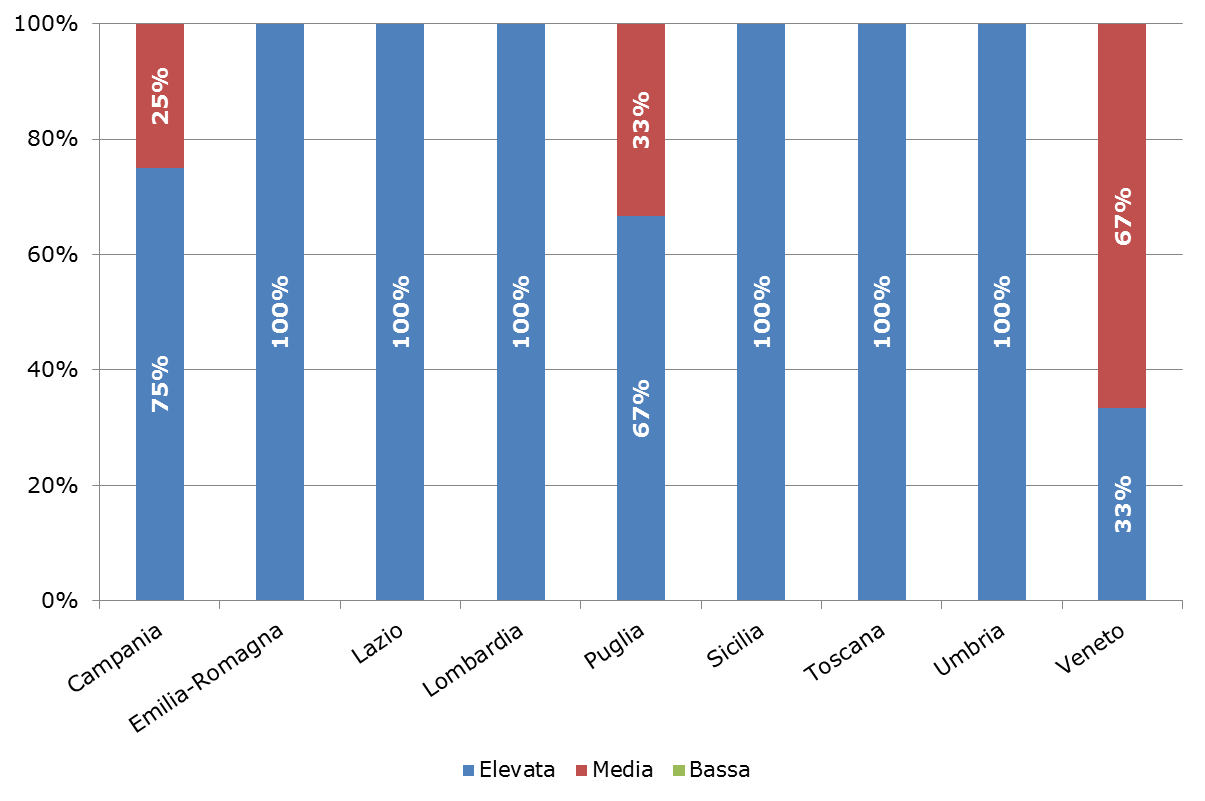 100%
80%
60%
40%
20%
0%
25%
75%
100%
100%
100%
33%
67%
100%
100%
100%
67%
33%
Campania
Emilia-Romagna
Lazio
Lombardia
Puglia
Sicilia
Toscana
Umbria
Veneto
Elevata Media Bassa